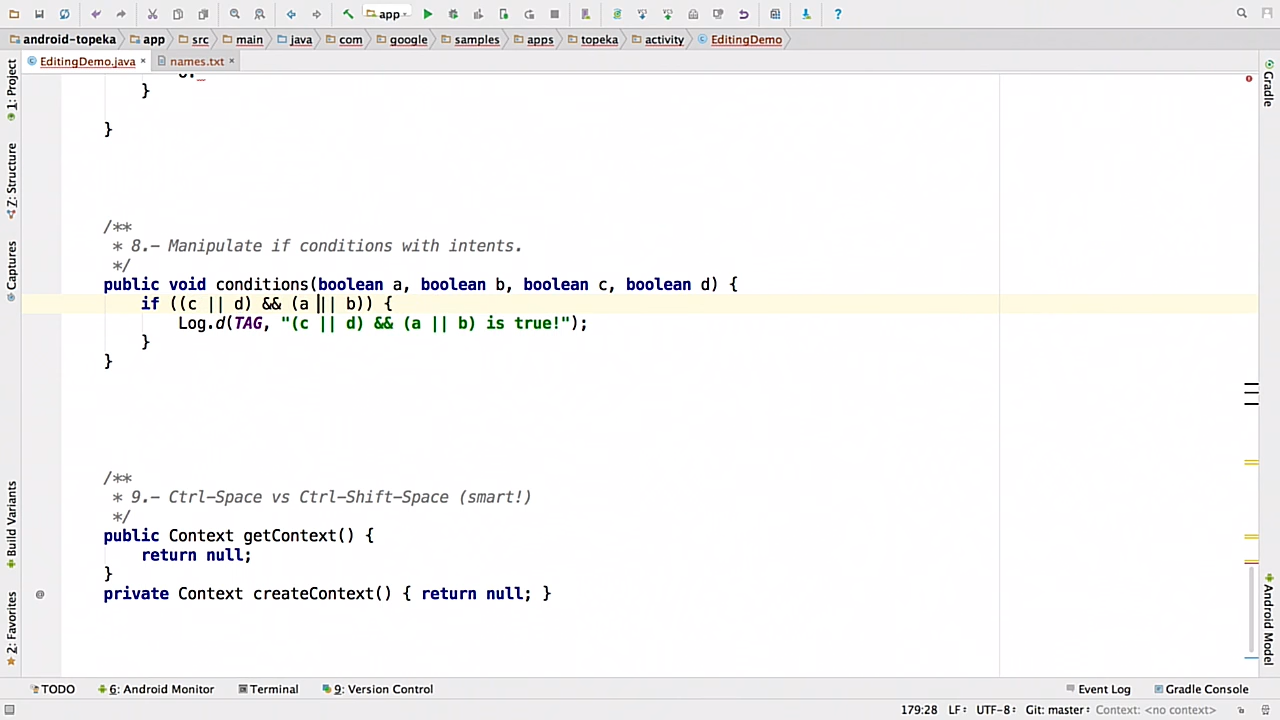 app
android-topeka app src main java com google samples apps topeka activity EditingDemo
EditingDemo.java names.txt
1: Project
Z: Structure
Captures
Build Variants
2: Favorites
Gradle
Android Model
}
}
/**
* 8.- Manipulate if conditions with intents.
*/
public void conditions(boolean a, boolean b, boolean c, boolean d) {
if ((c || d) && (a || b)) {
Log.d(TAG, "(c || d) && (a || b) is true!");
}
}
/**
* 9.- Ctrl-Space vs Ctrl-Shift-Space (smart!)
*/
public Context getContext() {
return null;
}
@ private Context createContext() { return null; }
TODO 6: Android Monitor Terminal 9: Version Control Event Log Gradle Console
179:28 LF UTF-8 Git: master Context: <no context>